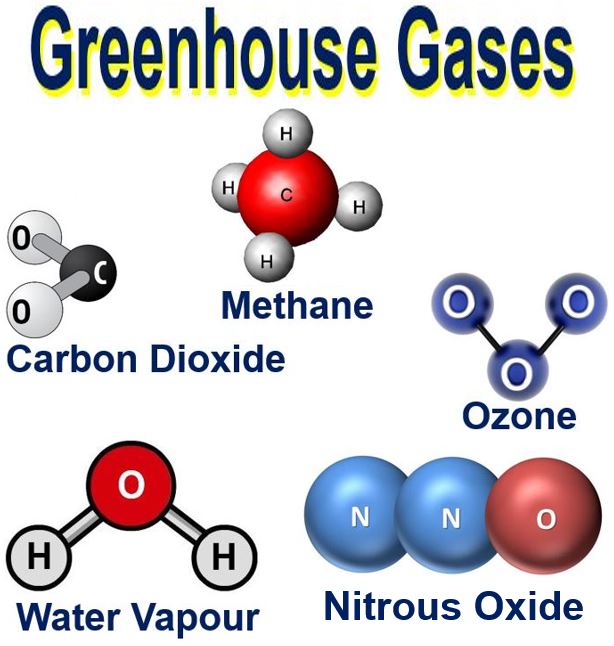 Greenhouse Gases
H
H
C
H
H
Methane
O
C
O
Carbon Dioxide
O
O
O
Ozone
O
H
H
Water Vapour
N
N
O
Nitrous Oxide